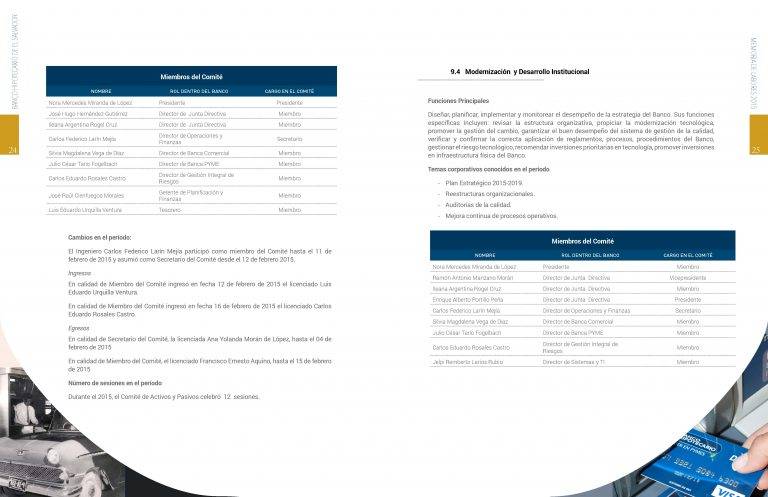 BANCO HIPOTECARIO DE EL SALVADOR
24
Miembros del Comité
NOMBRE ROL DENTRO DEL BANCO CARGO EN EL COMITÉ
Nora Mercedes Miranda de López Presidente Presidente
José Hugo Hernández Gutiérrez Director de Junta Directiva Miembro
Ileana Argentina Rogel Cruz Director de Junta Directiva Miembro
Carlos Federico Larín Mejía Director de Operaciones y Finanzas Secretario
Silvia Magdalena Vega de Díaz Director de Banca Comercial Miembro
Julio César Tario Fogelbach Director de Banca PYME Miembro
Carlos Eduardo Rosales Castro Director de Gestión Integral de Riesgos Miembro
José Raúl Cienfuegos Morales Gerente de Planificación y Finanzas Miembro
Luis Eduardo Urquilla Ventura Tesorero Miembro
Cambios en el período:
El Ingeniero Carlos Federico Larín Mejía participó como miembro del Comité hasta el 11 de
febrero de 2015 y asumió como Secretario del Comité desde el 12 de febrero 2015.
Ingresos
En calidad de Miembro del Comité ingresó en fecha 12 de febrero de 2015 el licenciado Luis
Eduardo Urquilla Ventura.
En calidad de Miembro del Comité ingresó en fecha 16 de febrero de 2015 el licenciado Carlos
Eduardo Rosales Castro.
Egresos
En calidad de Secretario del Comité, la licenciada Ana Yolanda Morán de López, hasta el 04 de
febrero de 2015
En calidad de Miembro del Comité, el licenciado Francisco Ernesto Aquino, hasta el 15 de febrero
de 2015
Número de sesiones en el período
Durante el 2015, el Comité de Activos y Pasivos celebró 12 sesiones.
MEMORIA DE LABORES 2015
25
9.4 Modernización y Desarrollo Institucional
Funciones Principales
Diseñar, planificar, implementar y monitorear el desempeño de la estrategia del Banco. Sus funciones
específicas incluyen: revisar la estructura organizativa, propiciar la modernización tecnológica,
promover la gestión del cambio, garantizar el buen desempeño del sistema de gestión de la calidad,
verificar y confirmar la correcta aplicación de reglamentos, procesos, procedimientos del Banco,
gestionar el riesgo tecnológico, recomendar inversiones prioritarias en tecnología, promover inversiones
en infraestructura física del Banco.
Temas corporativos conocidos en el período
- Plan Estratégico 2015-2019.
- Reestructuras organizacionales.
- Auditorías de la calidad.
- Mejora continua de procesos operativos.
Miembros del Comité
NOMBRE ROL DENTRO DEL BANCO CARGO EN EL COMITÉ
Nora Mercedes Miranda de López Presidente Miembro
Ramón Antonio Manzano Morán Director de Junta Directiva Vicepresidente
Ileana Argentina Rogel Cruz Director de Junta Directiva Miembro
Enrique Alberto Portillo Peña Director de Junta Directiva Presidente
Carlos Federico Larín Mejía Director de Operaciones y Finanzas Secretario
Silvia Magdalena Vega de Díaz Director de Banca Comercial Miembro
Julio César Tario Fogelbach Director de Banca PYME Miembro
Carlos Eduardo Rosales Castro Director de Gestión Integral de Riesgos Miembro
Jelpi Remberto Larios Rubio Director de Sistemas y TI Miembro
VISA